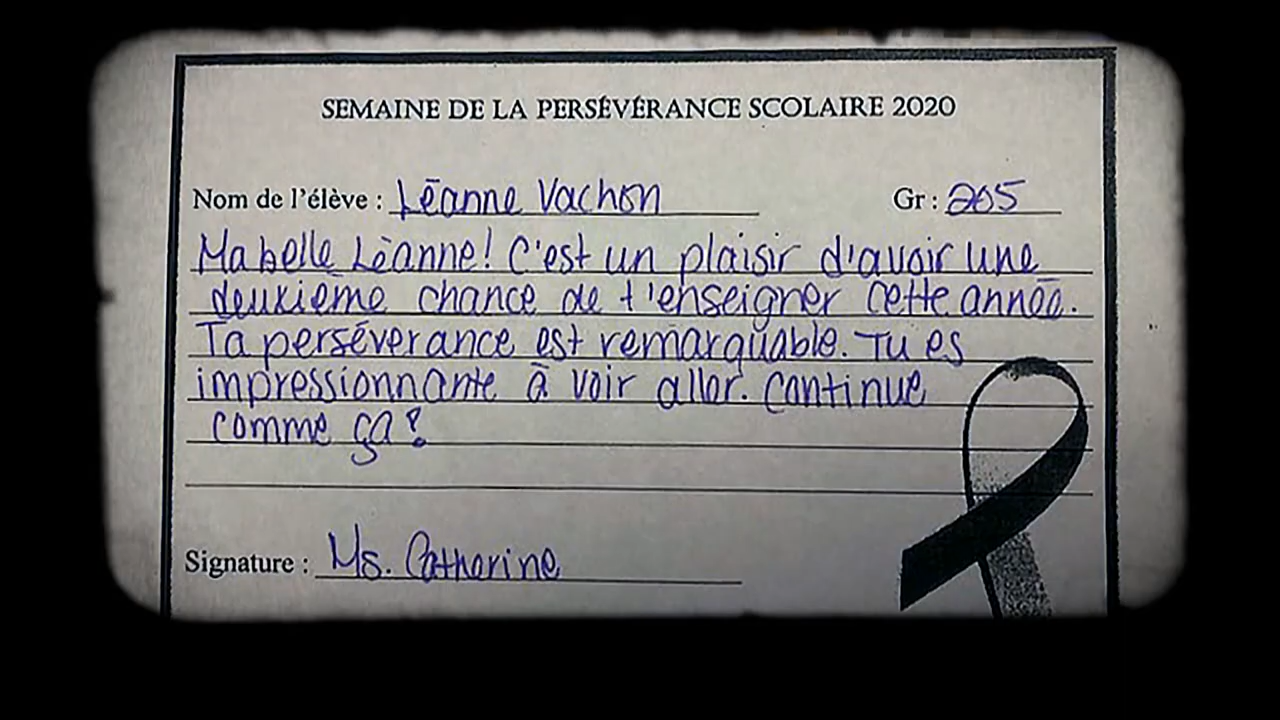 SEMAINE DE LA PERSÉVÉRANCE SCOLAIRE 2020
Nom de l'élève : Léanne Vachon Gr : 205
Ma belle Léanne! C'est un plaisir d'avoir une
deuxième chance de t'enseigner cette année.
Ta persévérance est remarquable. Tu es
impressionnante à voir aller. Continue
comme ça!
Signature : Ms. Catherine